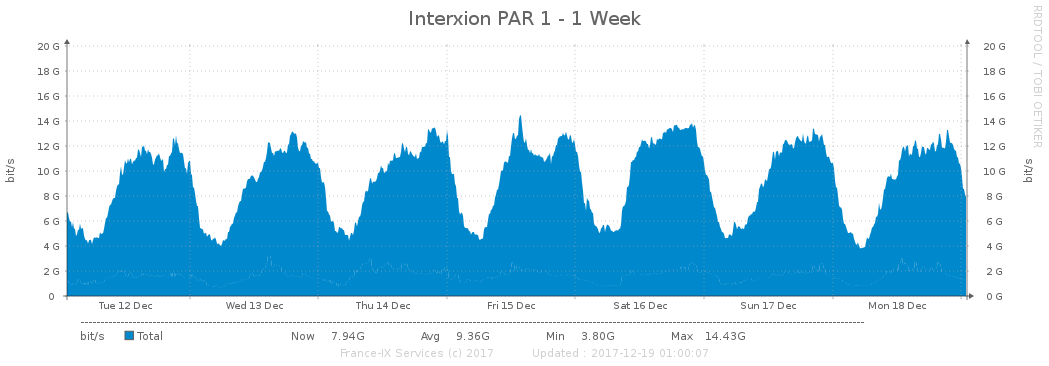 Interxion PAR 1 - 1 Week
RRDTOOL / TOBI OETIKER
20 G 20 G
18 G 18 G
16 G 16 G
14 G 14 G
12 G 12 G
10 G 10 G
8 G 8 G
6 G 6 G
4 G 4 G
2 G 2 G
0 0 G
bit/s
bit/s
Tue 12 Dec Wed 13 Dec Thu 14 Dec Fri 15 Dec Sat 16 Dec Sun 17 Dec Mon 18 Dec
bit/s Total Now 7.94G Avg 9.36G Min 3.80G Max 14.43G
France-IX Services (c) 2017 Updated : 2017-12-19 01:00:07